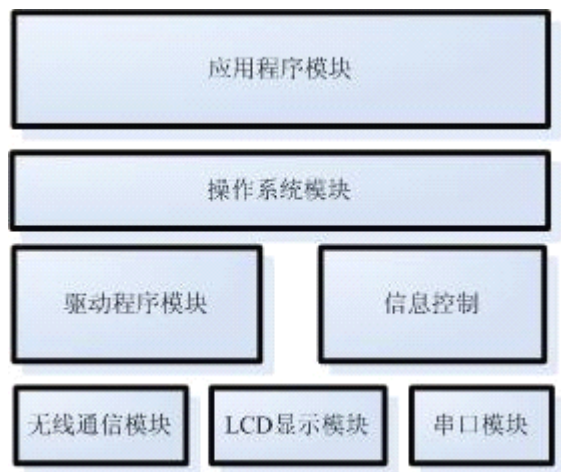 应用程序模块
操作系统模块
驱动程序模块
信息控制
无线通信模块
LCD显示模块
串口模块